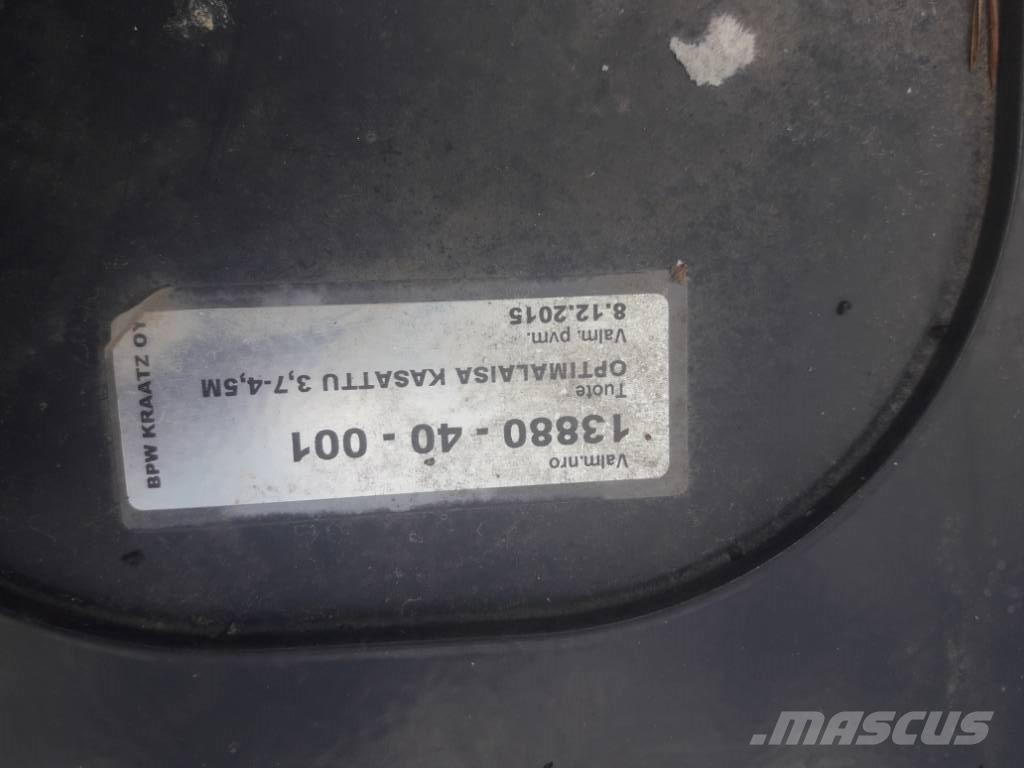 Valm.nro
13880 - 40 - 001
Tuote
OPTIMALAISA KASATTU 3,7-4,5M
Valm. pvm.
8.12.2015
BPW KRAATZ OY
MASCUS